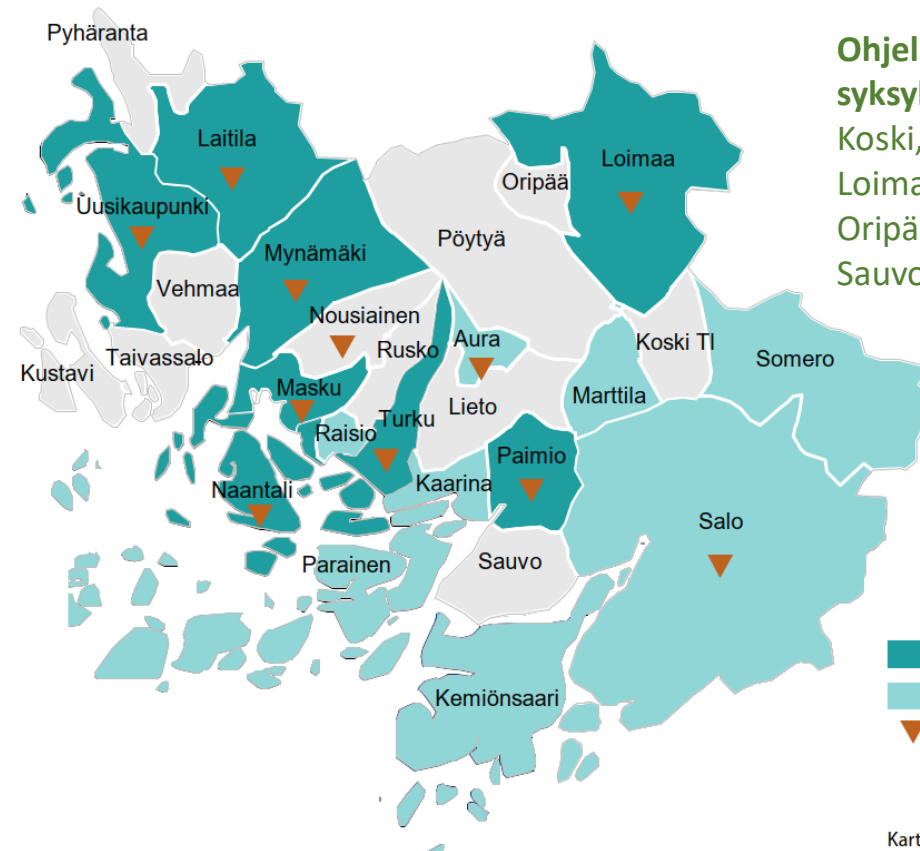 Pyhäranta
Laitila
Loimaa
Oripää
Uusikaupunki
Pöytyä
Mynämäki
Vehmaa
Nousiainen
Rusko
Aura
Koski Tl
Taivassalo
Somero
Kustavi
Masku
Marttila
Lieto
Turku
Raisio
Paimio
Kaarina
Naantali
Salo
Parainen
Sauvo
Kemiönsaari
Ohjel
syksyl
Koski,
Loima
Oripä
Sauvo
Kart